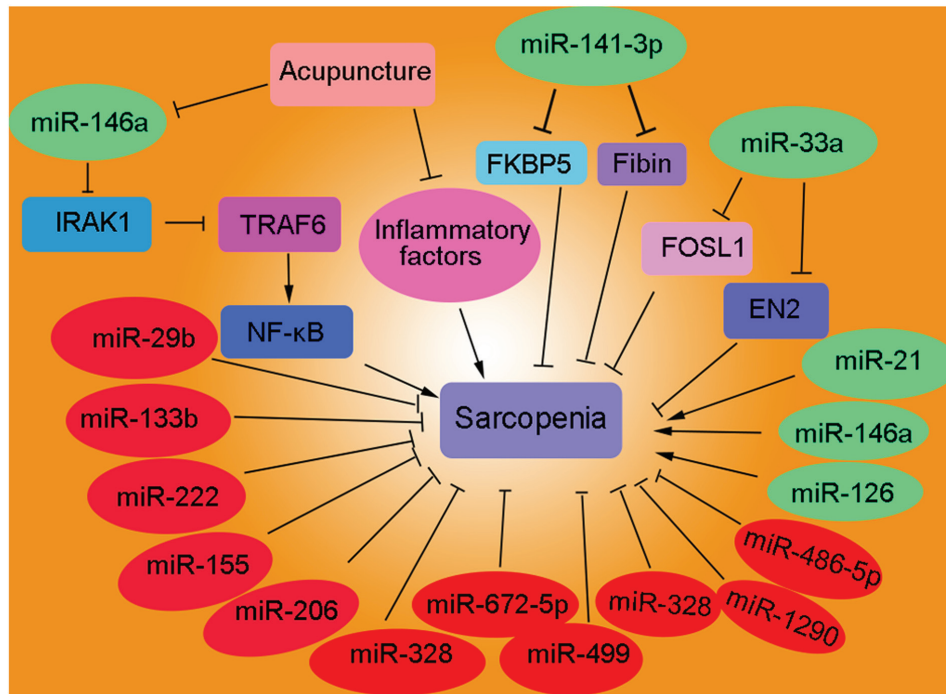 miR-141-3p
Acupuncture
miR-146a
miR-33a
FKBP5
Fibin
IRAK1
TRAF6
Inflammatory
factors
FOSL1
NF-κB
EN2
miR-29b
miR-21
Sarcopenia
miR-133b
miR-146a
miR-222
miR-126
miR-155
miR-486-5p
miR-206
miR-672-5p
miR-328
miR-1290
miR-328
miR-499